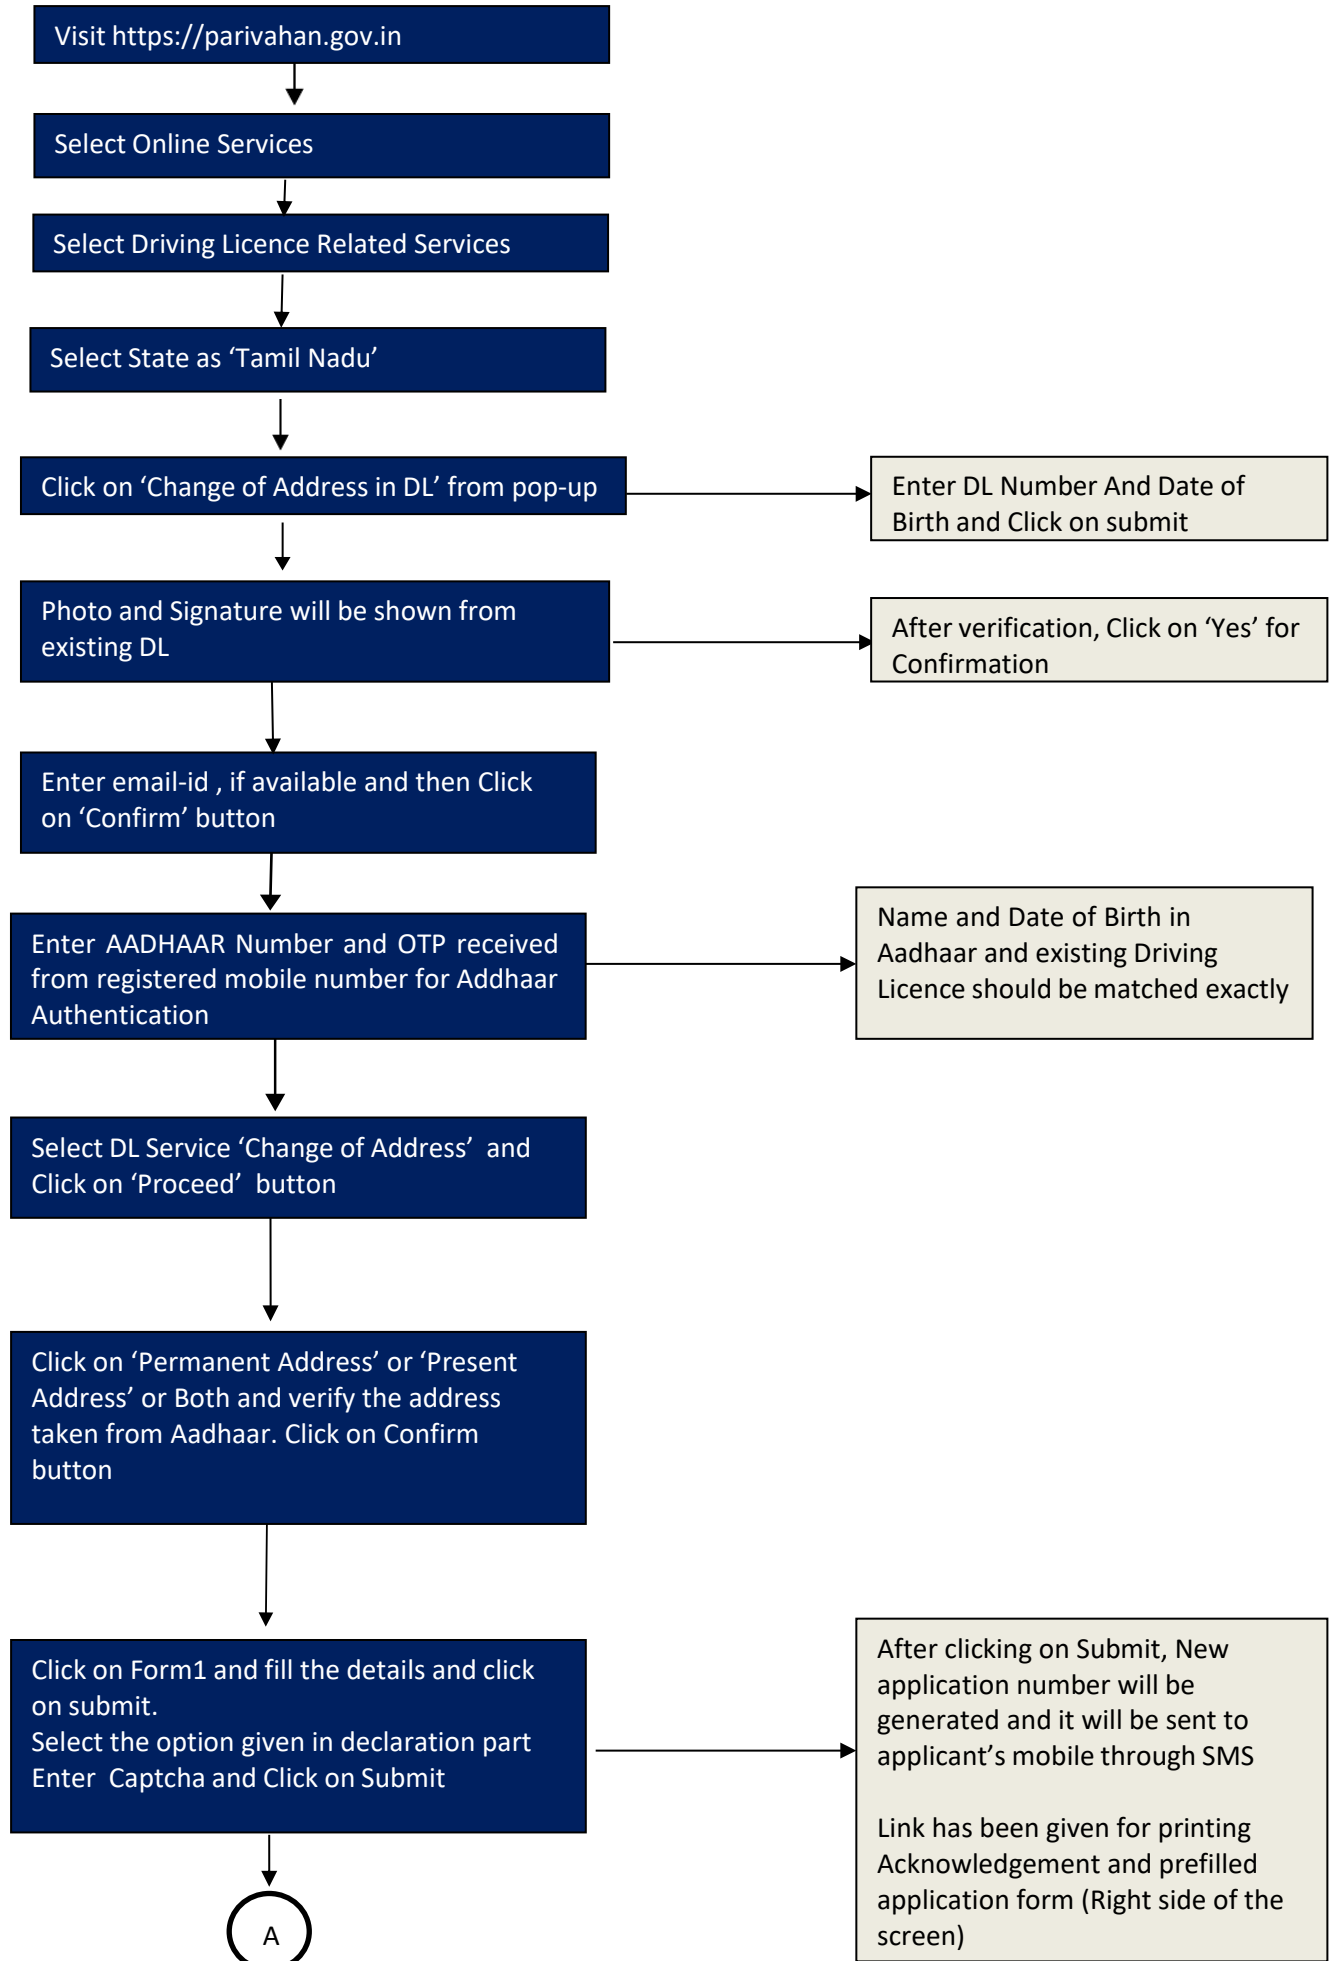 Visit https://parivahan.gov.in
Select Online Services
Select Driving Licence Related Services
Select State as ‘Tamil Nadu’
Click on ‘Change of Address in DL’ from pop-up
Enter DL Number And Date of
Birth and Click on submit
Photo and Signature will be shown from
existing DL
After verification, Click on ‘Yes’ for
Confirmation
Enter email-id , if available and then Click
on ‘Confirm’ button
Enter AADHAAR Number and OTP received
from registered mobile number for Addhaar
Authentication
Name and Date of Birth in
Aadhaar and existing Driving
Licence should be matched exactly
Select DL Service ‘Change of Address’ and
Click on ‘Proceed’ button
Click on ‘Permanent Address’ or ‘Present
Address’ or Both and verify the address
taken from Aadhaar. Click on Confirm
button
Click on Form1 and fill the details and click
on submit.
Select the option given in declaration part
Enter Captcha and Click on Submit
After clicking on Submit, New
application number will be
generated and it will be sent to
applicant’s mobile through SMS
Link has been given for printing
Acknowledgement and prefilled
application form (Right side of the
screen)
A